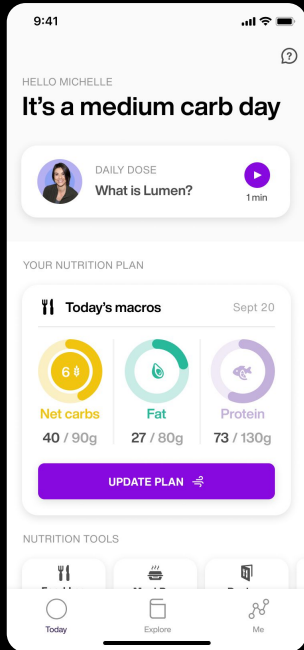 9:41
HELLO MICHELLE
It's a medium carb day
DAILY DOSE
What is Lumen?
1 min
YOUR NUTRITION PLAN
Today's macros
Sept 20
6
Net carbs
Fat
Protein
40 / 90g
27 / 80g
73 / 130g
UPDATE PLAN
NUTRITION TOOLS
Today
Explore
Me